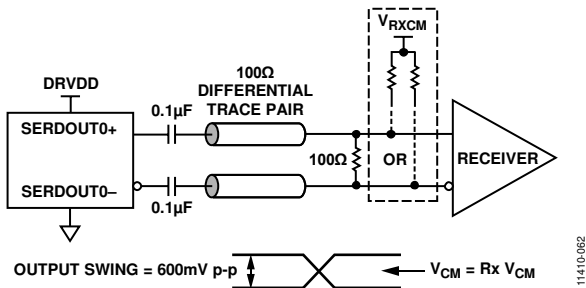 V_RXCM
DRVDD
100Ω
DIFFERENTIAL
TRACE PAIR
0.1µF
SERDOUT0+
100Ω
OR
RECEIVER
SERDOUT0–
0.1µF
OUTPUT SWING = 600mV p-p
V_CM = Rx V_CM
11410-062